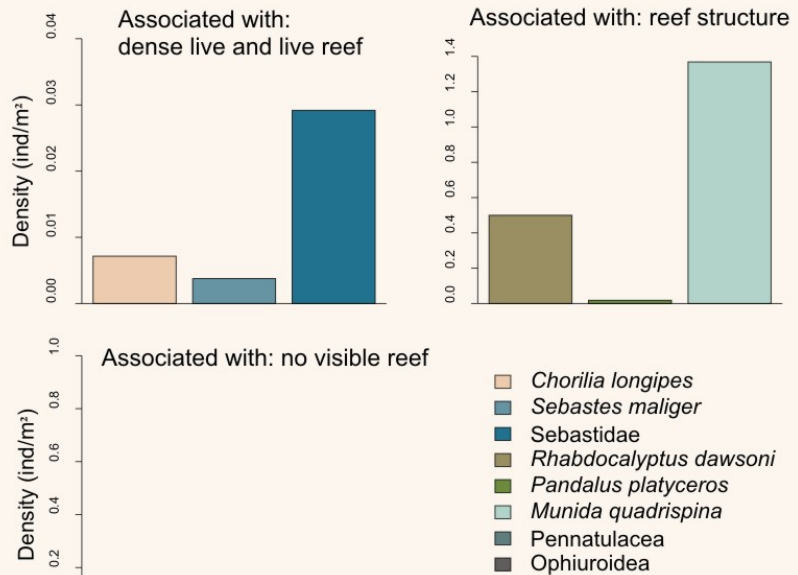 Associated with:
dense live and live reef
Density (ind/m²)
0.04
0.03
0.02
0.01
0.00
Associated with: reef structure
1.4
1.2
1.0
0.8
0.6
0.4
0.2
0.0
Associated with: no visible reef
Density (ind/m²)
1.0
0.8
0.6
0.4
0.2
Chorilia longipes
Sebastes maliger
Sebastidae
Rhabdocalyptus dawsoni
Pandalus platyceros
Munida quadrispina
Pennatulacea
Ophiuroidea